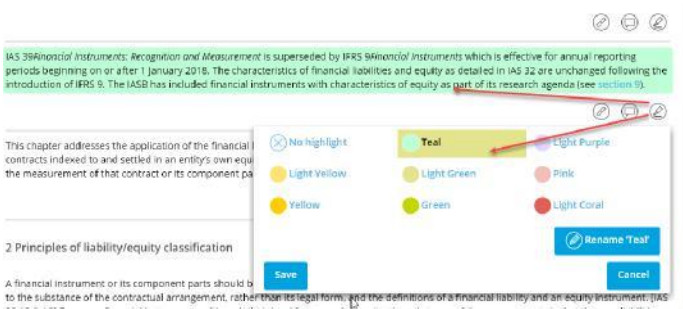 IAS 39Financial Instruments: Recognition and Measurement is superseded by IFRS 9Financial Instruments which is effective for annual reporting
periods beginning on or after 1 January 2018. The characteristics of financial liabilities and equity as detailed in IAS 32 are unchanged following the
introduction of IFRS 9. The IASB has included financial instruments with characteristics of equity as part of its research agenda (see section 9).
This chapter addresses the application of the financial
contracts indexed to and settled in an entity's own equi
the measurement of that contract or its component pa
No highlight Teal Light Purple
Light Yellow Light Green Pink
Yellow Green Light Coral
Rename 'Teal'
Save Cancel
2 Principles of liability/equity classification
A financial instrument or its component parts should b
to the substance of the contractual arrangement, rather than its legal form, and the definitions of a financial liability and an equity instrument. [IAS